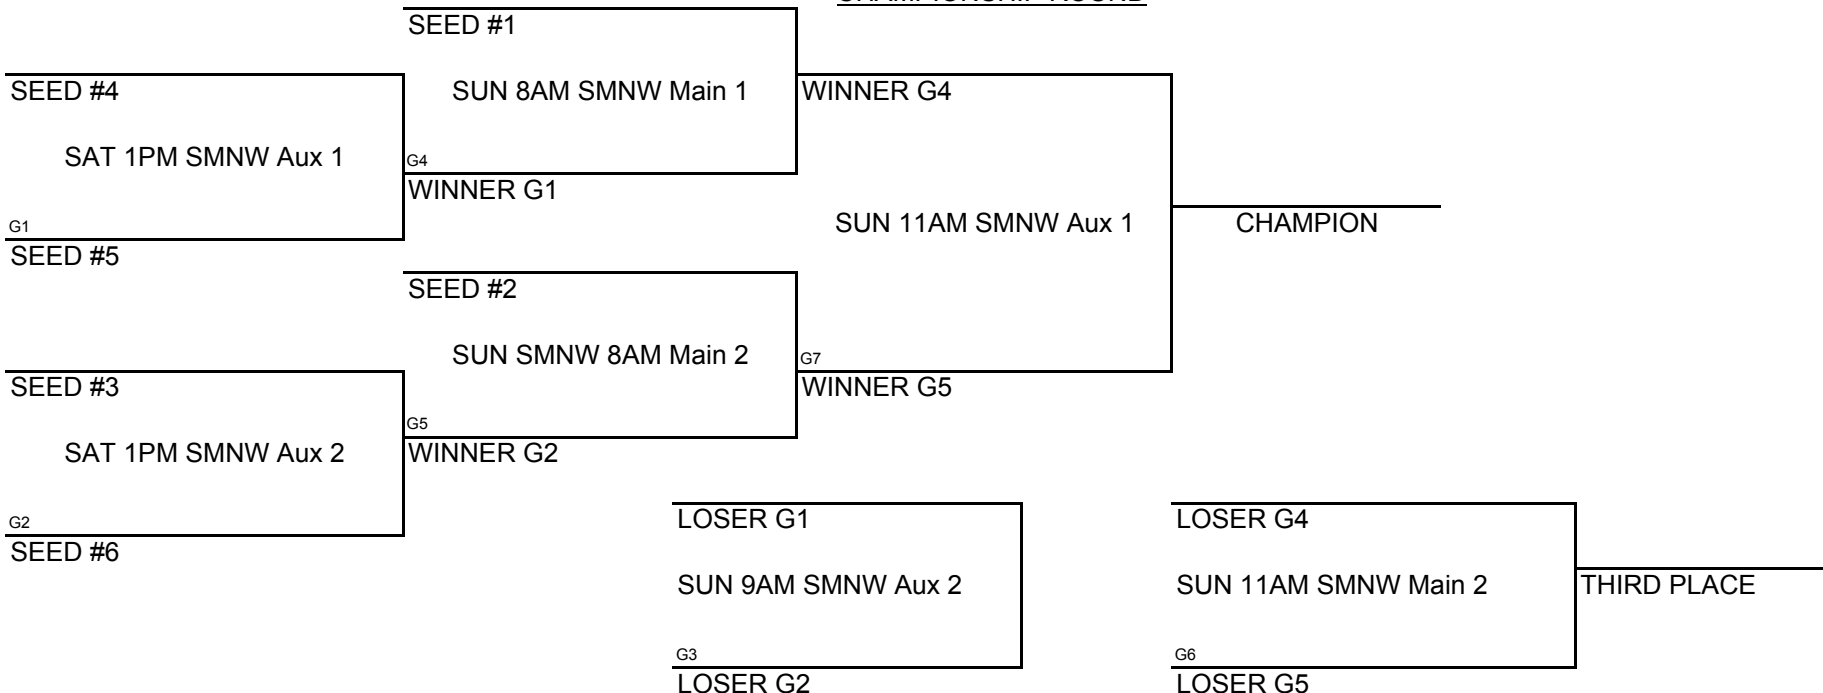 CHAMPIONSHIP ROUND
SEED #1
SEED #4
SUN 8AM SMNW Main 1
WINNER G4
SAT 1PM SMNW Aux 1
G4
WINNER G1
G1
SUN 11AM SMNW Aux 1
CHAMPION
SEED #5
SEED #2
SUN SMNW 8AM Main 2
G7
SEED #3
WINNER G5
G5
SAT 1PM SMNW Aux 2
WINNER G2
G2
LOSER G1
LOSER G4
SEED #6
SUN 9AM SMNW Aux 2
SUN 11AM SMNW Main 2
THIRD PLACE
G3
G6
LOSER G2
LOSER G5